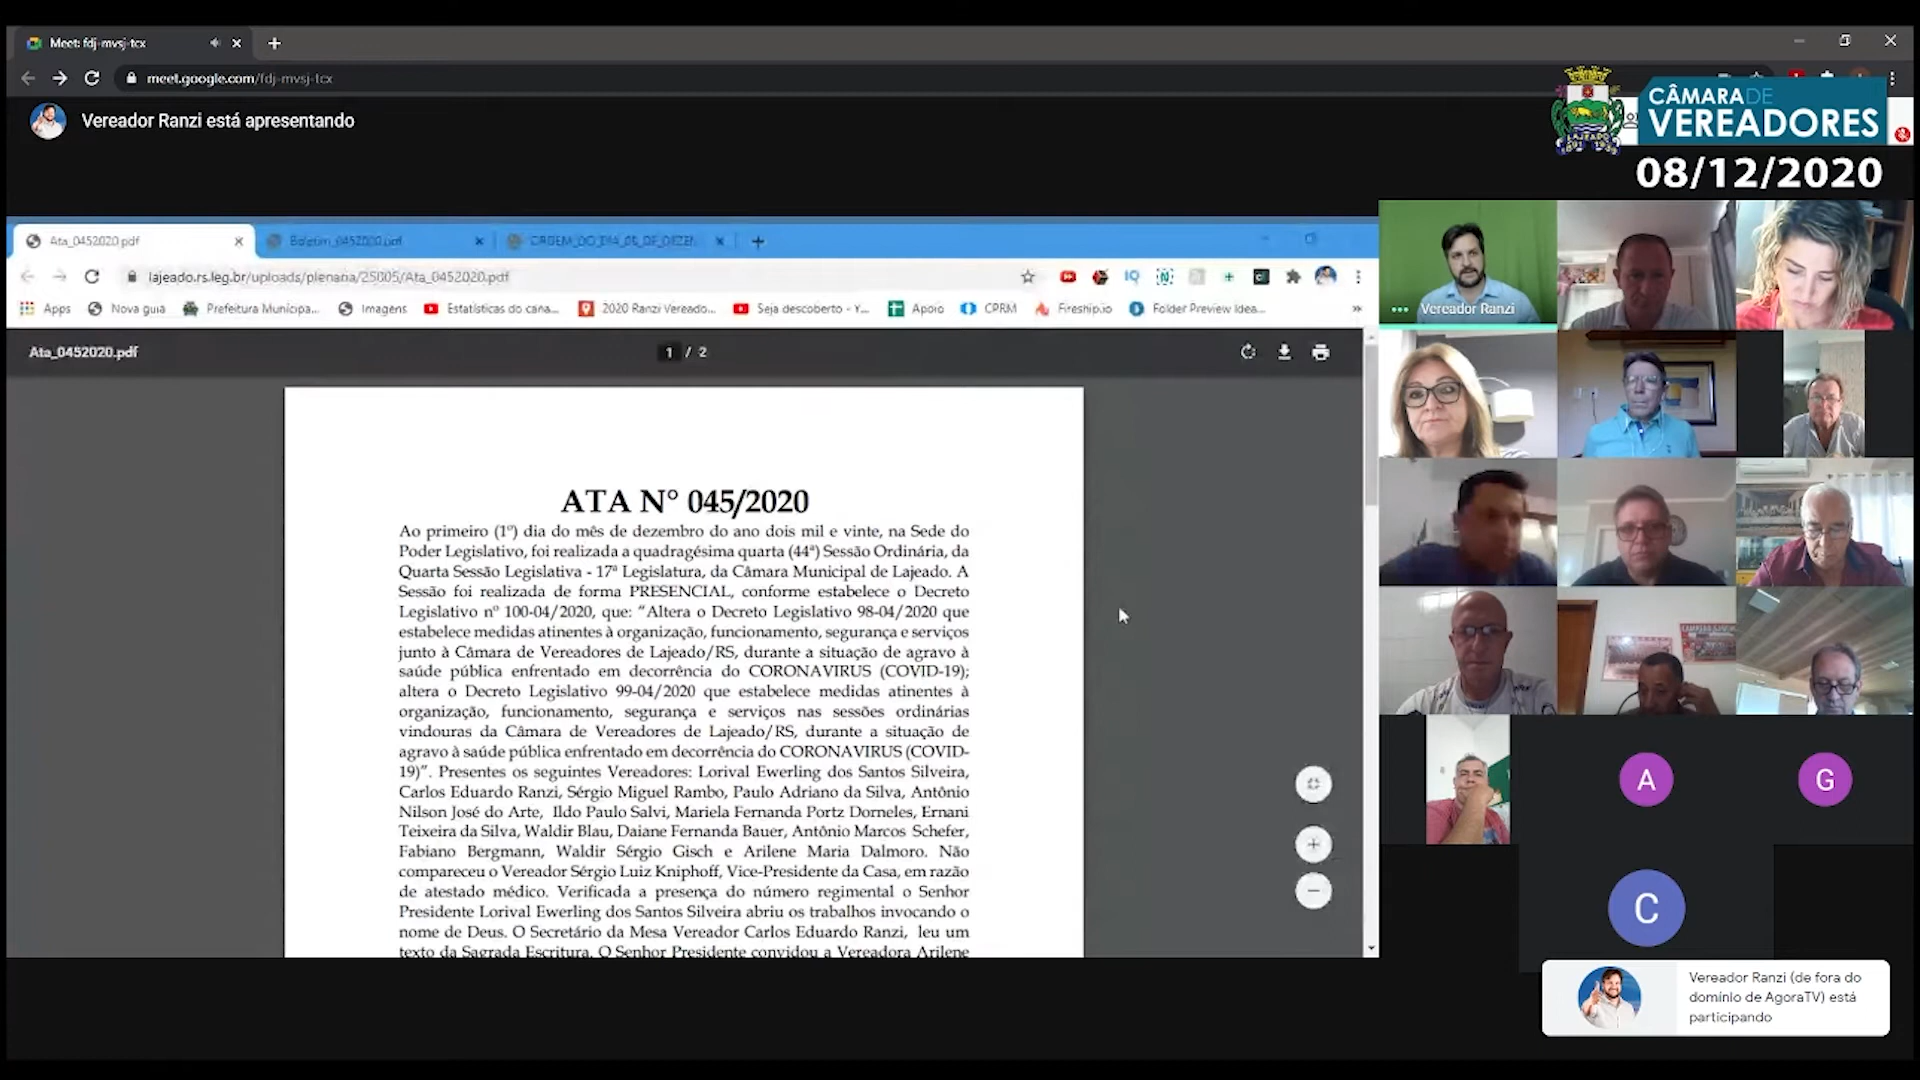 Meet: fdj-mvsj-tcx
meet.google.com/fdj-mvsj-tcx
Vereador Ranzi está apresentando
CÂMARA DE
VEREADORES
LAJEADO
08/12/2020
Ata_0452020.pdf
Boletim_0452020.pdf
ORDEM_DO_DIA_08_DE_DEZEM
lajeado.rs.leg.br/uploads/plenaria/25005/Ata_0452020.pdf
Apps
Nova guia
Prefeitura Municipa...
Imagens
Estatísticas do cana...
2020 Ranzi Vereado...
Seja descoberto - Y...
Apoio
CPRM
Fireship.io
Folder Preview Idea...
Ata_0452020.pdf
1 / 2
ATA N° 045/2020
Ao primeiro (1º) dia do mês de dezembro do ano dois mil e vinte, na Sede do
Poder Legislativo, foi realizada a quadragésima quarta (44ª) Sessão Ordinária, da
Quarta Sessão Legislativa - 17ª Legislatura, da Câmara Municipal de Lajeado. A
Sessão foi realizada de forma PRESENCIAL, conforme estabelece o Decreto
Legislativo nº 100-04/2020, que: “Altera o Decreto Legislativo 98-04/2020 que
estabelece medidas atinentes à organização, funcionamento, segurança e serviços
junto à Câmara de Vereadores de Lajeado/RS, durante a situação de agravo à
saúde pública enfrentado em decorrência do CORONAVIRUS (COVID-19);
altera o Decreto Legislativo 99-04/2020 que estabelece medidas atinentes à
organização, funcionamento, segurança e serviços nas sessões ordinárias
vindouras da Câmara de Vereadores de Lajeado/RS, durante a situação de
agravo à saúde pública enfrentado em decorrência do CORONAVIRUS (COVID-
19)”. Presentes os seguintes Vereadores: Lorival Ewerling dos Santos Silveira,
Carlos Eduardo Ranzi, Sérgio Miguel Rambo, Paulo Adriano da Silva, Antônio
Nilson José do Arte, Ildo Paulo Salvi, Mariela Fernanda Portz Dorneles, Ernani
Teixeira da Silva, Waldir Blau, Daiane Fernanda Bauer, Antônio Marcos Schefer,
Fabiano Bergmann, Waldir Sérgio Gisch e Arilene Maria Dalmoro. Não
compareceu o Vereador Sérgio Luiz Kniphoff, Vice-Presidente da Casa, em razão
de atestado médico. Verificada a presença do número regimental o Senhor
Presidente Lorival Ewerling dos Santos Silveira abriu os trabalhos invocando o
nome de Deus. O Secretário da Mesa Vereador Carlos Eduardo Ranzi, leu um
texto da Sagrada Escritura. O Senhor Presidente convidou a Vereadora Arilene
Vereador Ranzi
A
G
C
Vereador Ranzi (de fora do
domínio de AgoraTV) está
participando